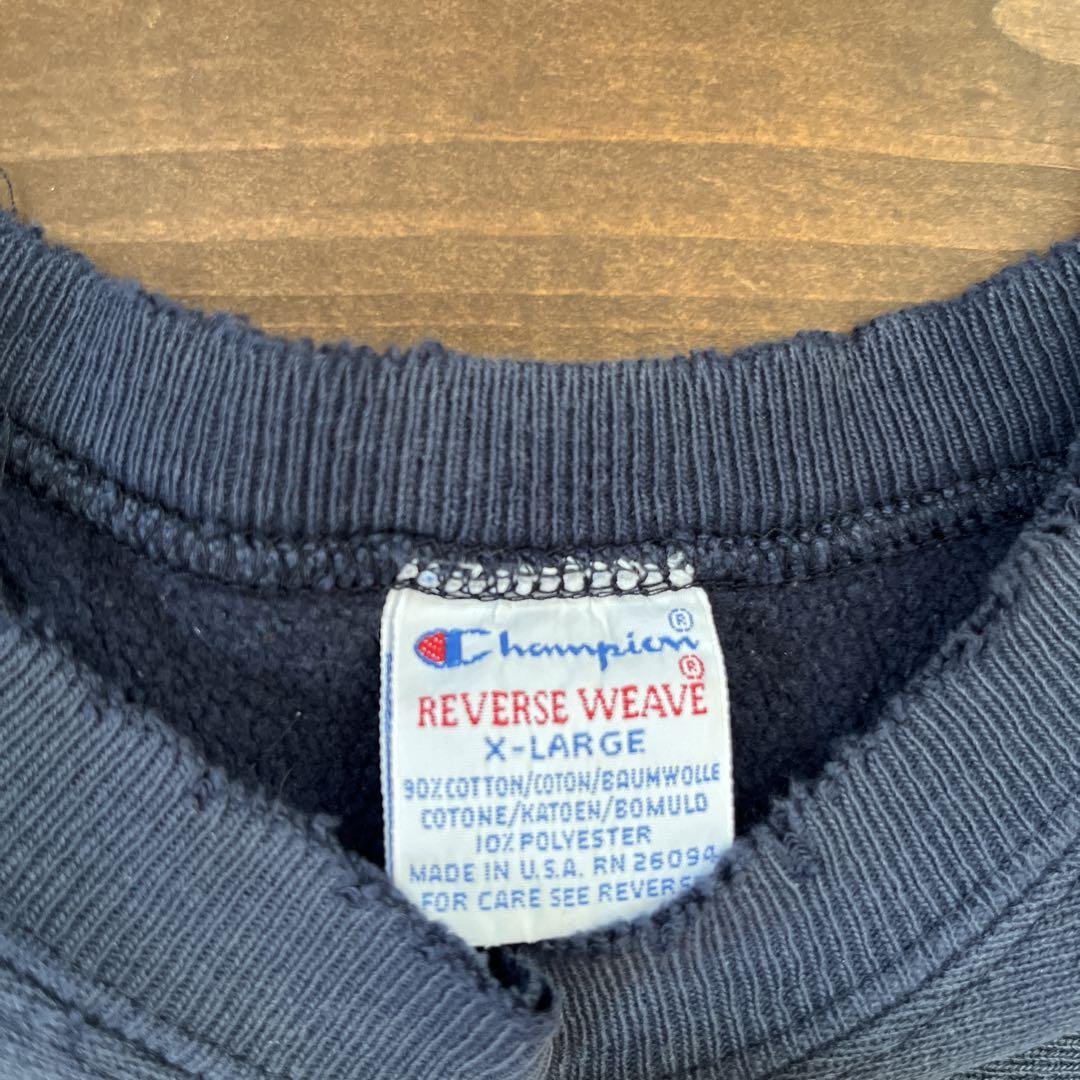 Champion®
REVERSE WEAVE®
X-LARGE
90% COTTON/COTON/BAUMWOLLE
COTONE/KATOEN/BOMULD
10% POLYESTER
MADE IN U.S.A. RN 26094
FOR CARE SEE REVERSE